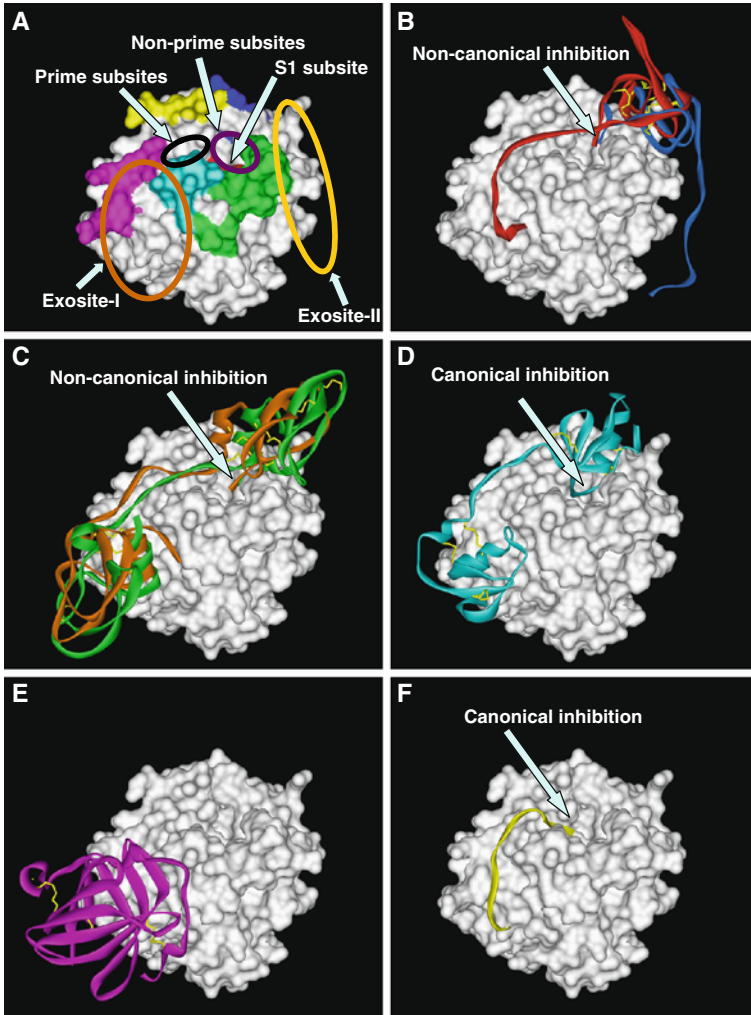 A
Non-prime subsites
Prime subsites
S1 subsite
Exosite-I
Exosite-II
B
Non-canonical inhibition
C
Non-canonical inhibition
D
Canonical inhibition
E
F
Canonical inhibition